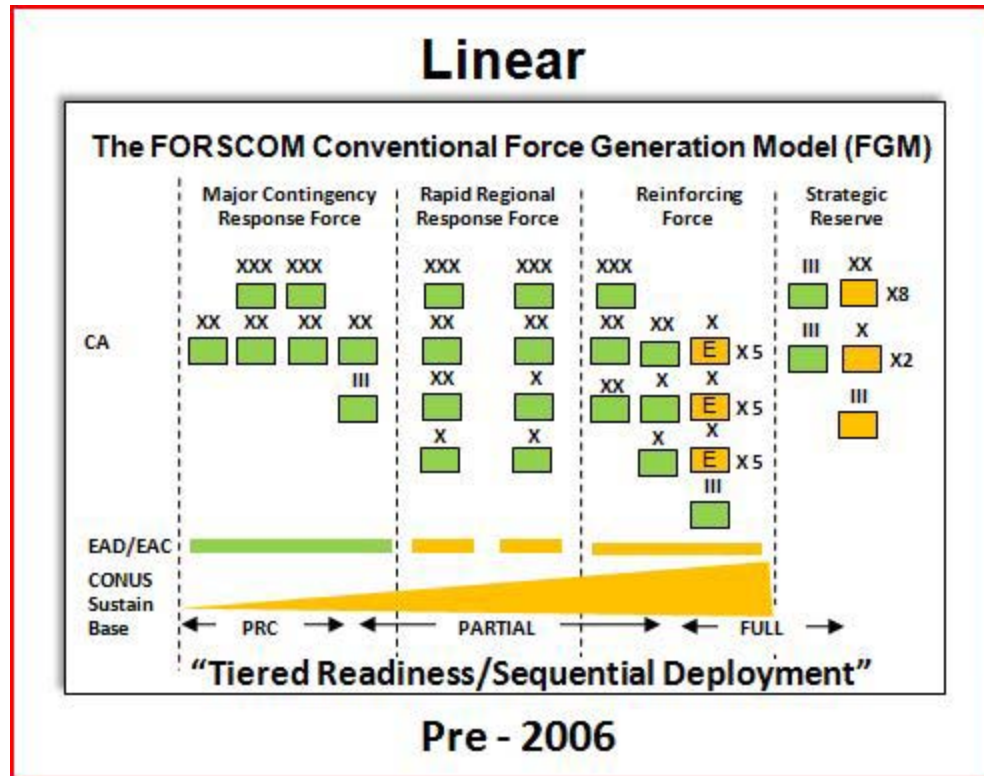 Linear
The FORSCOM Conventional Force Generation Model (FGM)
Major Contingency
Response Force
Rapid Regional
Response Force
Reinforcing
Force
Strategic
Reserve
XXX XXX XXX XXX XXX III XX
X8
XX XX XX XX XX XX XX XX X III X
CA
E X 5 X2
III XX X XX X X III
E X 5
X X X X
E X 5
III
EAD/EAC
CONUS
Sustain
Base
PRC PARTIAL FULL
“Tiered Readiness/Sequential Deployment”
Pre - 2006